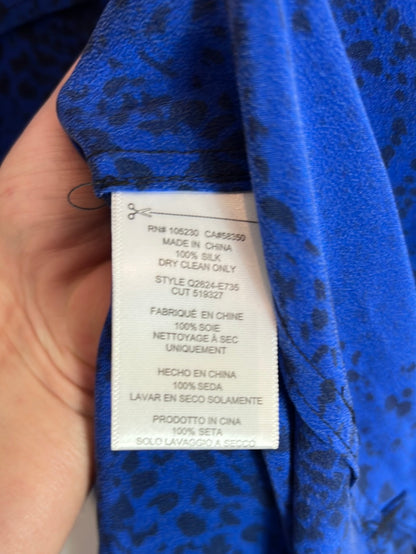 RN# 106230 CA#58350
MADE IN CHINA
100% SILK
DRY CLEAN ONLY
STYLE Q2624-E735
CUT 519327
FABRIQUÉ EN CHINE
100% SOIE
NETTOYAGE À SEC
UNIQUEMENT
HECHO EN CHINA
100% SEDA
LAVAR EN SECO SOLAMENTE
PRODOTTO IN CINA
100% SETA
SOLO LAVAGGIO A SECCO